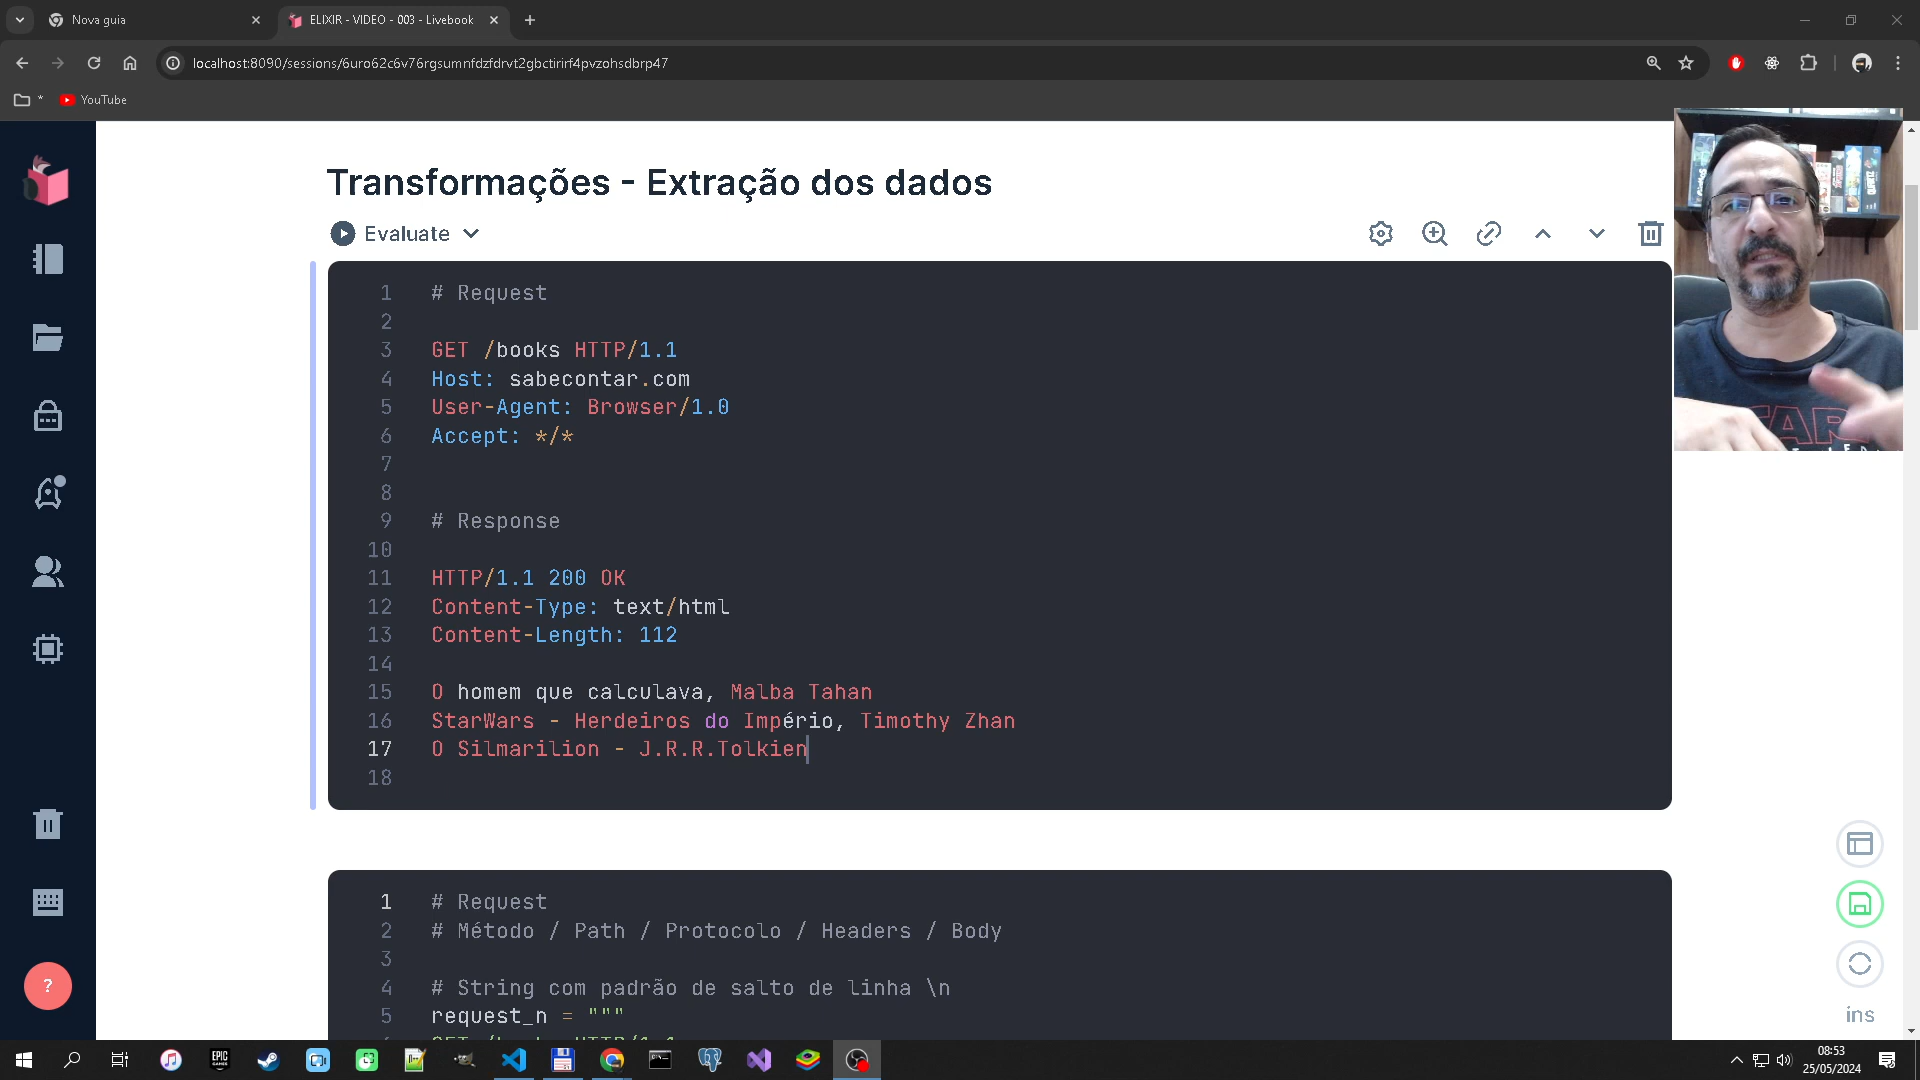 Nova guia
ELIXIR - VIDEO - 003 - Livebook
localhost:8090/sessions/6uro62c6v76rgsumnfdzfdrvt2gbctirirf4pvzohsdbrp47
*
YouTube
Transformações - Extração dos dados
Evaluate
1 # Request
2
3 GET /books HTTP/1.1
4 Host: sabecontar.com
5 User-Agent: Browser/1.0
6 Accept: */*
7
8
9 # Response
10
11 HTTP/1.1 200 OK
12 Content-Type: text/html
13 Content-Length: 112
14
15 O homem que calculava, Malba Tahan
16 StarWars - Herdeiros do Império, Timothy Zhan
17 O Silmarilion - J.R.R.Tolkien
18
1 # Request
2 # Método / Path / Protocolo / Headers / Body
3
4 # String com padrão de salto de linha \n
5 request_n = """
?
ins
EPIC
GAMES
08:53
25/05/2024